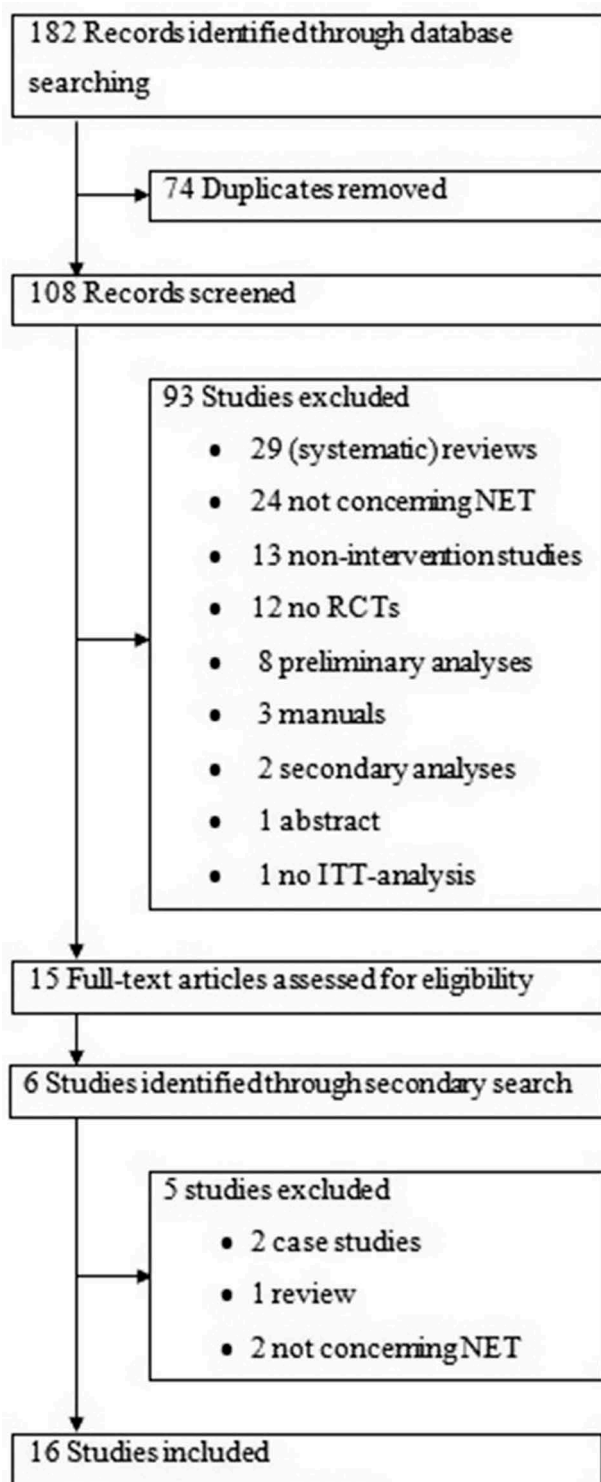 182 Records identified through database
searching
74 Duplicates removed
108 Records screened
93 Studies excluded
• 29 (systematic) reviews
• 24 not concerning NET
• 13 non-intervention studies
• 12 no RCTs
• 8 preliminary analyses
• 3 manuals
• 2 secondary analyses
• 1 abstract
• 1 no ITT-analysis
15 Full-text articles assessed for eligibility
6 Studies identified through secondary search
5 studies excluded
• 2 case studies
• 1 review
• 2 not concerning NET
16 Studies included